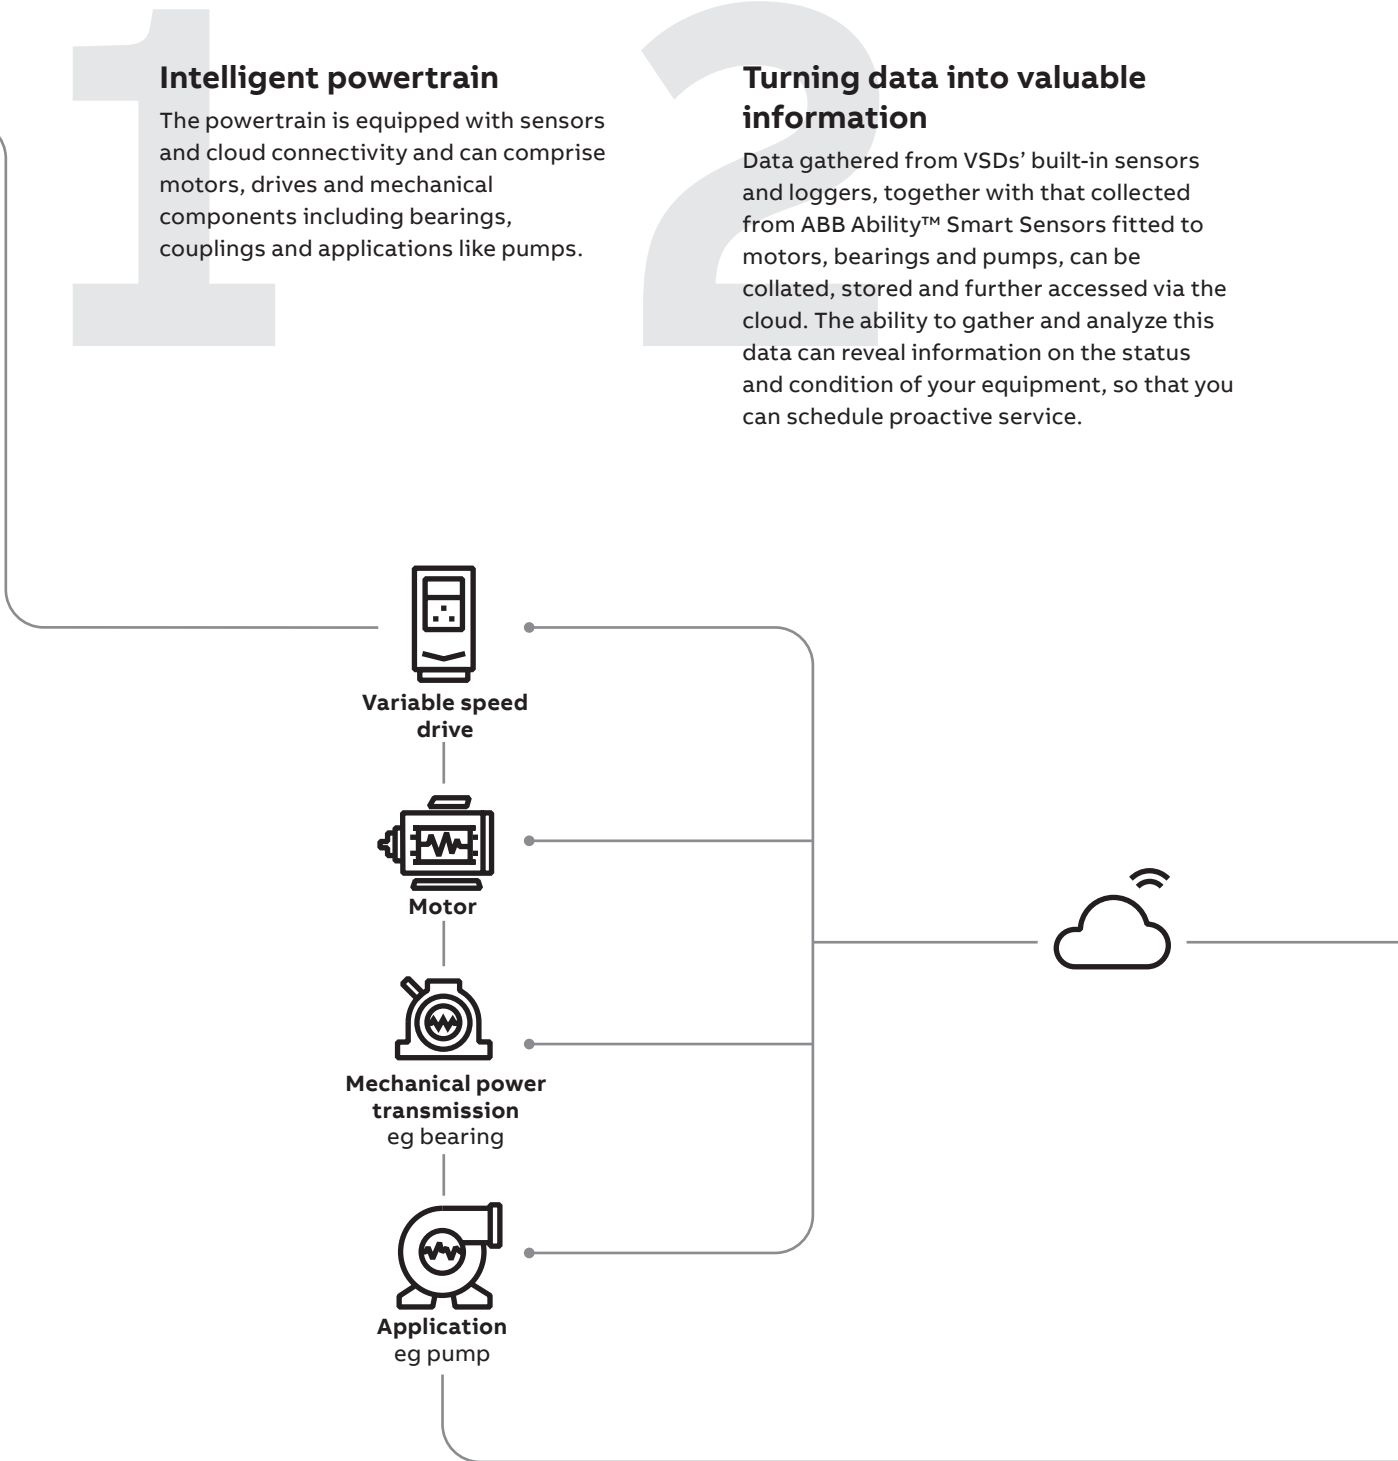 1
Intelligent powertrain
The powertrain is equipped with sensors
and cloud connectivity and can comprise
motors, drives and mechanical
components including bearings,
couplings and applications like pumps.
2
Turning data into valuable
information
Data gathered from VSDs’ built-in sensors
and loggers, together with that collected
from ABB Ability™ Smart Sensors fitted to
motors, bearings and pumps, can be
collated, stored and further accessed via the
cloud. The ability to gather and analyze this
data can reveal information on the status
and condition of your equipment, so that you
can schedule proactive service.
Variable speed
drive
Motor
Mechanical power
transmission
eg bearing
Application
eg pump